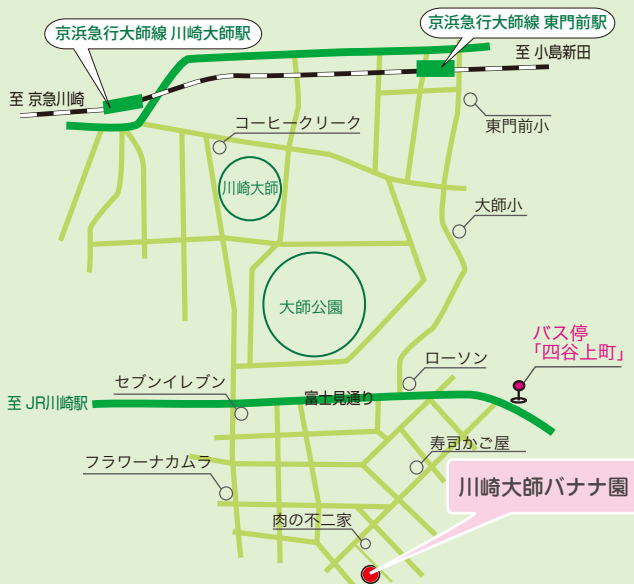 京浜急行大師線 川崎大師駅
京浜急行大師線 東門前駅
至 小島新田
至 京急川崎
コーヒークリーク
東門前小
川崎大師
大師小
大師公園
バス停
「四谷上町」
ローソン
セブンイレブン
富士見通り
至 JR川崎駅
寿司かご屋
フラワーナカムラ
川崎大師バナナ園
肉の不二家